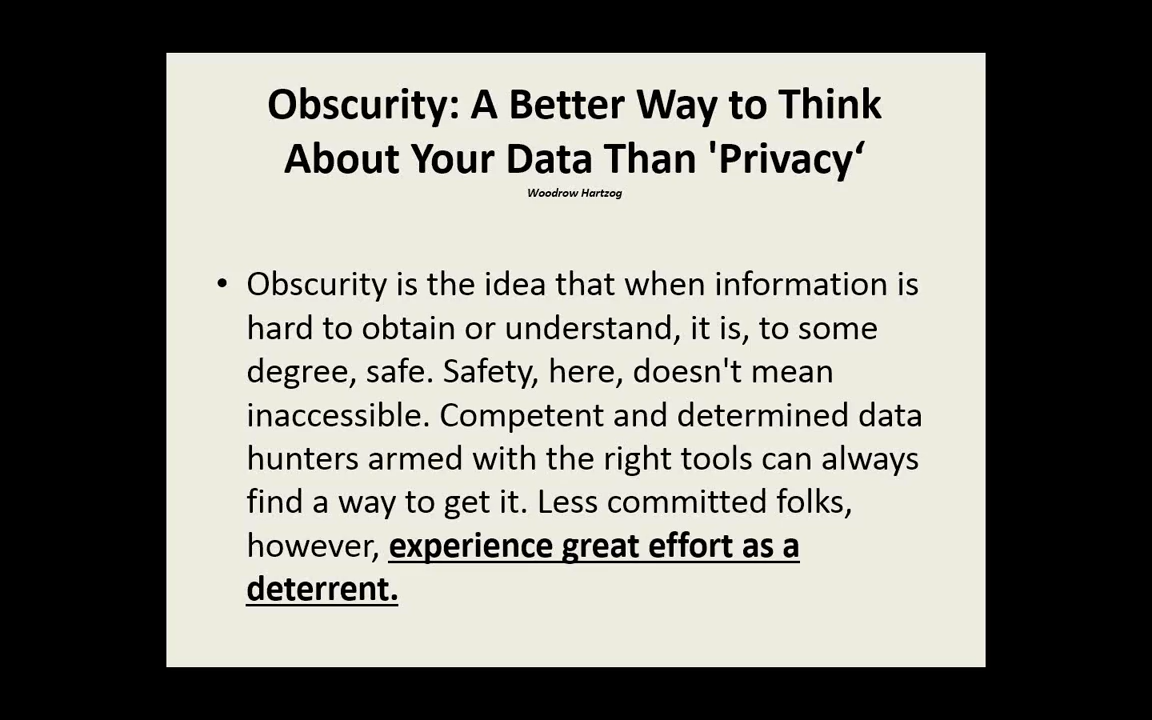 Obscurity: A Better Way to Think
About Your Data Than 'Privacy‘
Woodrow Hartzog
• Obscurity is the idea that when information is
hard to obtain or understand, it is, to some
degree, safe. Safety, here, doesn't mean
inaccessible. Competent and determined data
hunters armed with the right tools can always
find a way to get it. Less committed folks,
however, experience great effort as a
deterrent.